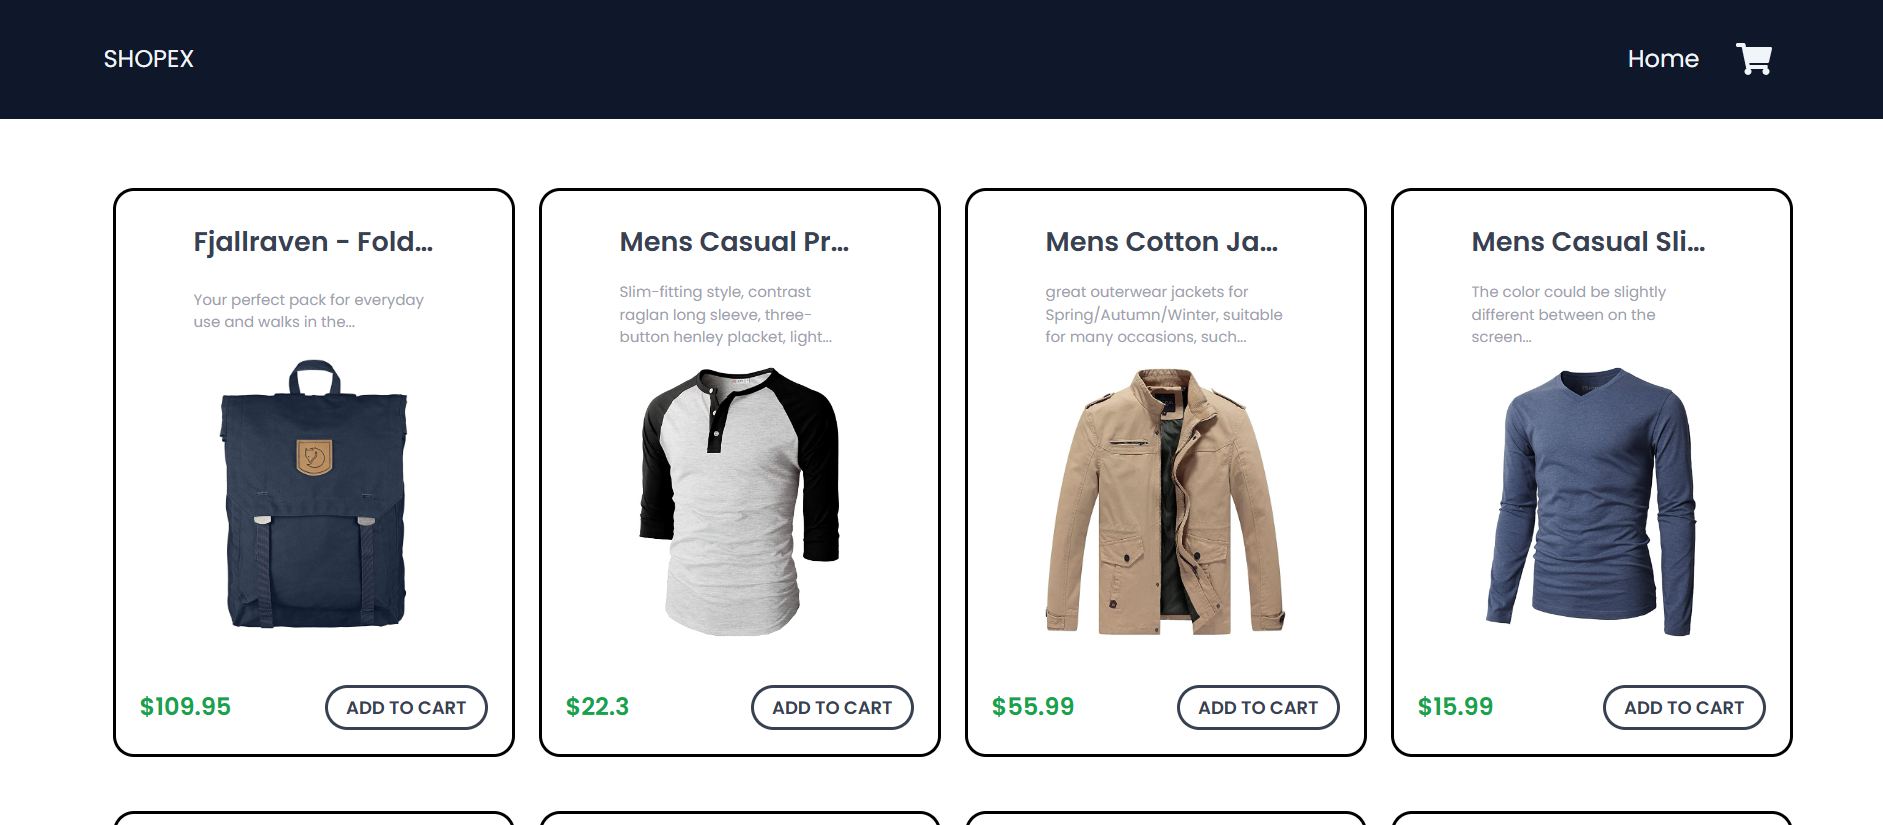 SHOPEX
Home
Fjallraven - Fold...
Your perfect pack for everyday
use and walks in the...
$109.95
ADD TO CART
Mens Casual Pr...
Slim-fitting style, contrast
raglan long sleeve, three-
button henley placket, light...
$22.3
ADD TO CART
Mens Cotton Ja...
great outerwear jackets for
Spring/Autumn/Winter, suitable
for many occasions, such...
$55.99
ADD TO CART
Mens Casual Sli...
The color could be slightly
different between on the
screen...
$15.99
ADD TO CART